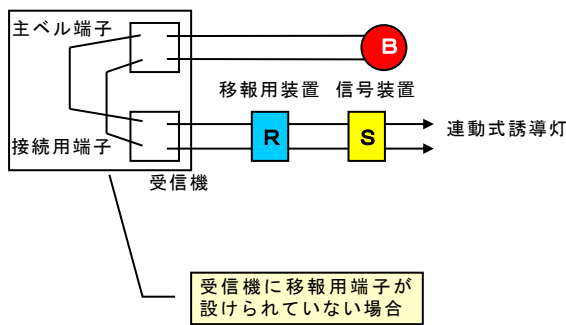 主ベル端子
B
移報用装置 信号装置
R
S
連動式誘導灯
接続用端子
受信機
受信機に移報用端子が
設けられていない場合